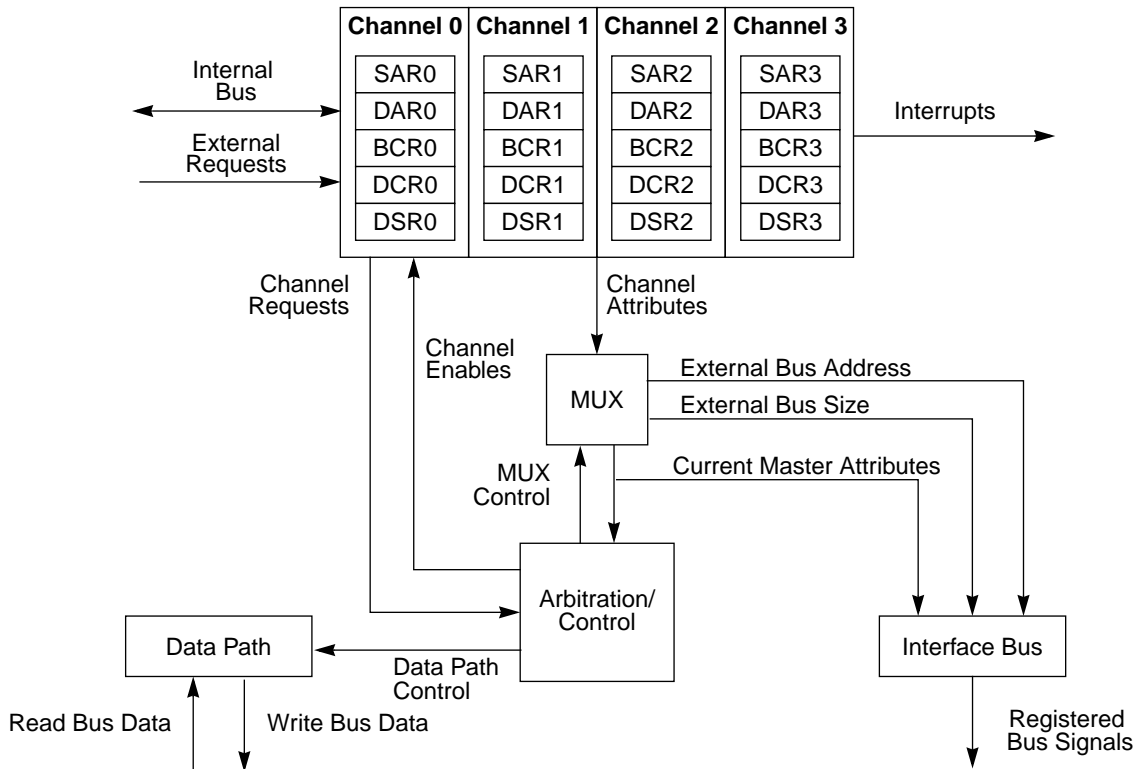 Channel 0 Channel 1 Channel 2 Channel 3
SAR0 SAR1 SAR2 SAR3
DAR0 DAR1 DAR2 DAR3
BCR0 BCR1 BCR2 BCR3
DCR0 DCR1 DCR2 DCR3
DSR0 DSR1 DSR2 DSR3
Internal
Bus
External
Requests
Interrupts
Channel
Requests
Channel
Enables
Channel
Attributes
MUX
External Bus Address
External Bus Size
Current Master Attributes
MUX
Control
Arbitration/
Control
Data Path
Data Path
Control
Interface Bus
Read Bus Data
Write Bus Data
Registered
Bus Signals